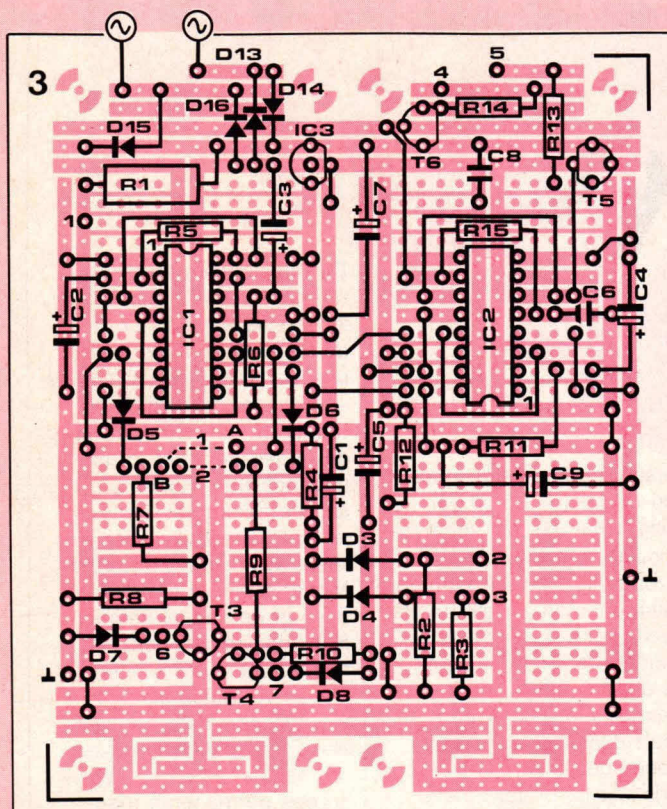 3
D13
D14
D16
D15
4
5
R14
R13
T6
IC3
C8
T5
R1
1
C3
C7
R5
1
R15
C2
+
IC1
R6
IC2
C6
C4
1
D5
D6
1
A
B
2
R4
C1
C5
R12
R11
C9
R7
R9
D3
2
D4
3
R8
R2
R3
T3
D7
6
T4
7
R10
D8